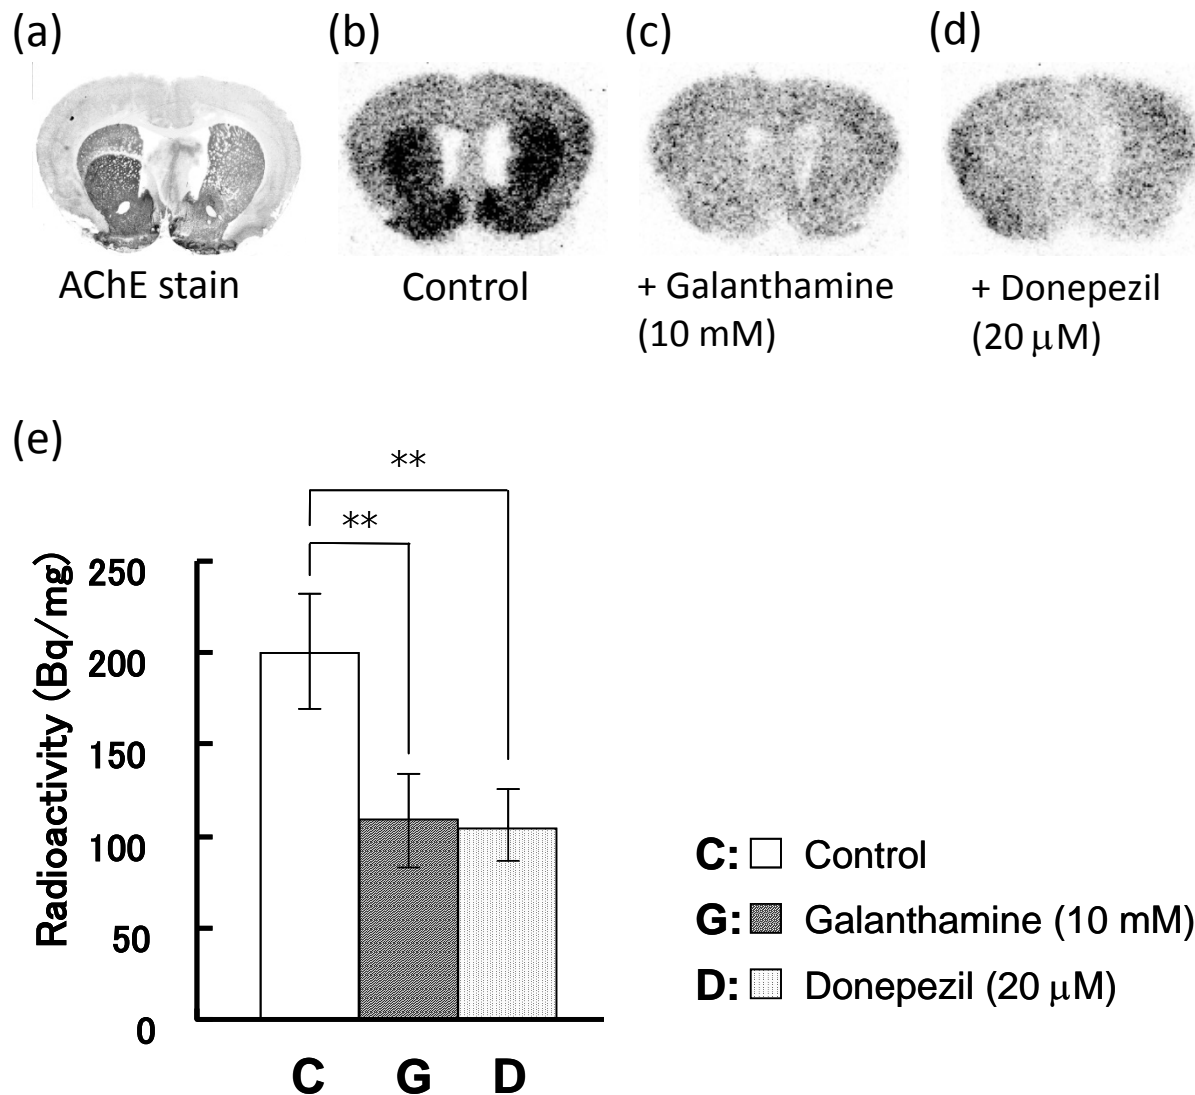 (a)
(b)
(c)
(d)
AChE stain
Control
+ Galanthamine
(10 mM)
+ Donepezil
(20 μM)
(e)
**
**
Radioactivity (Bq/mg)
250
200
150
100
50
0
C
G
D
C: Control
G: Galanthamine (10 mM)
D: Donepezil (20 μM)